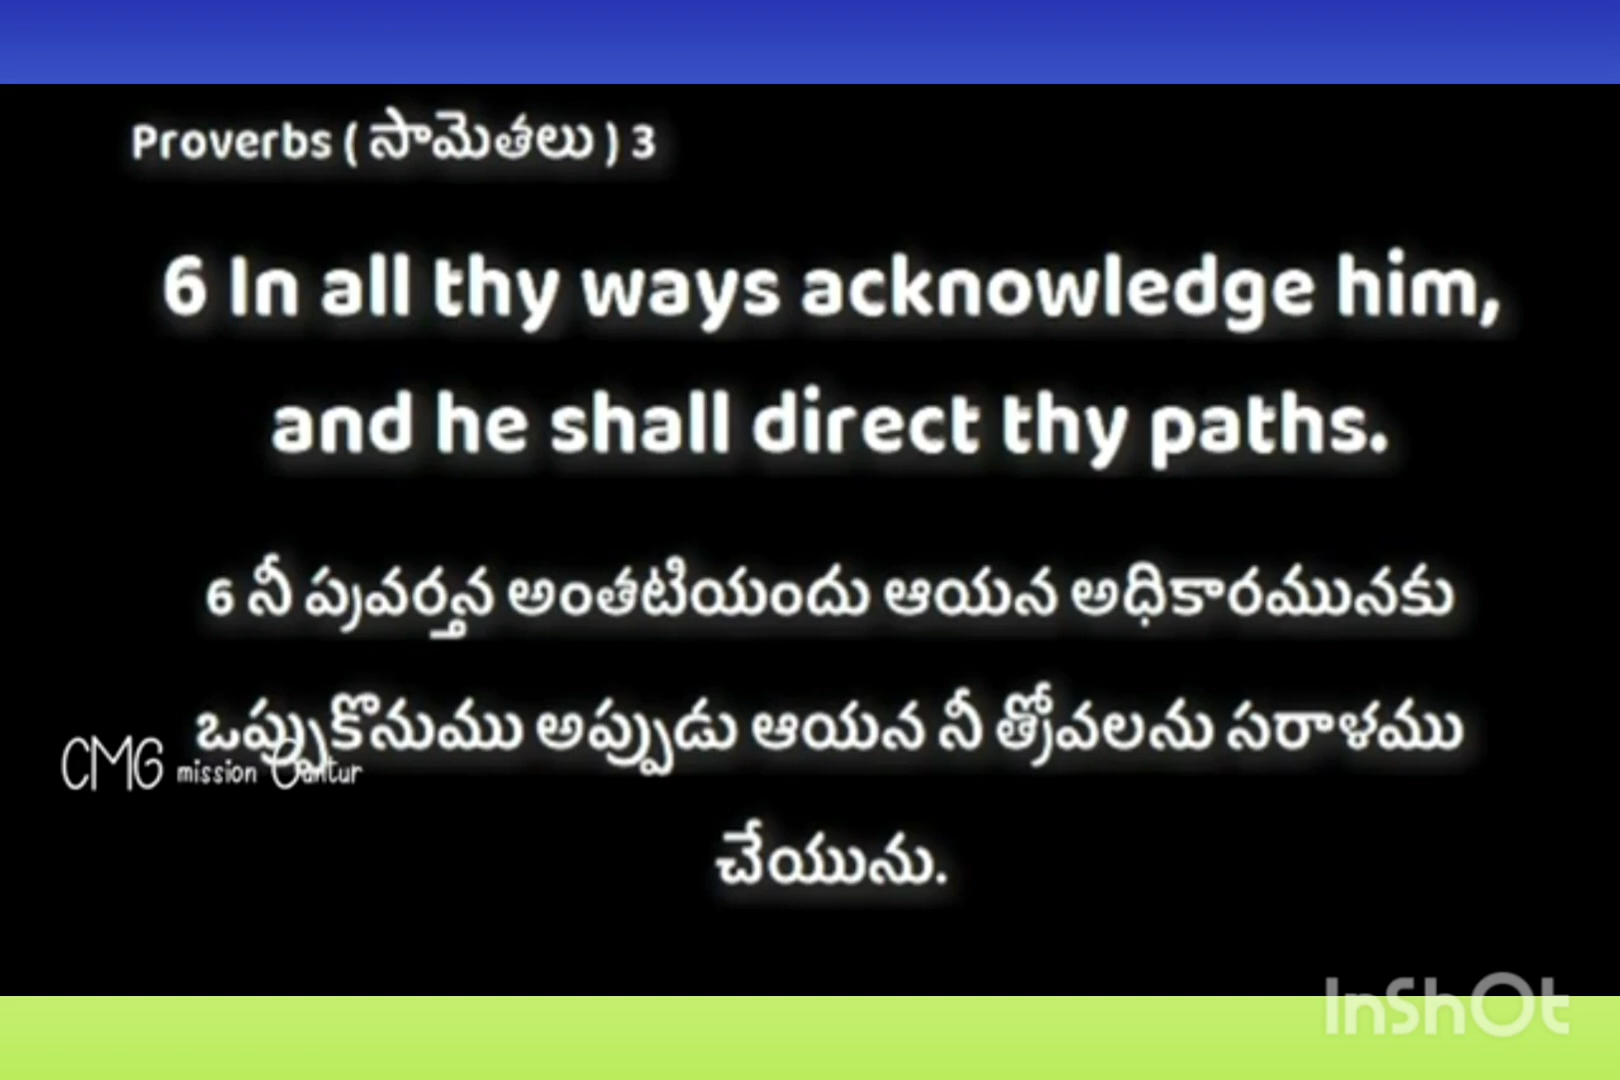 Proverbs ( సామెతలు ) 3
6 In all thy ways acknowledge him,
and he shall direct thy paths.
6 నీ ప్రవర్తన అంతటియందు ఆయన అధికారమునకు
ఒప్పుకొనుము అప్పుడు ఆయన నీ త్రోవలను సరాళము
CMG mission
చేయును.
InShOt